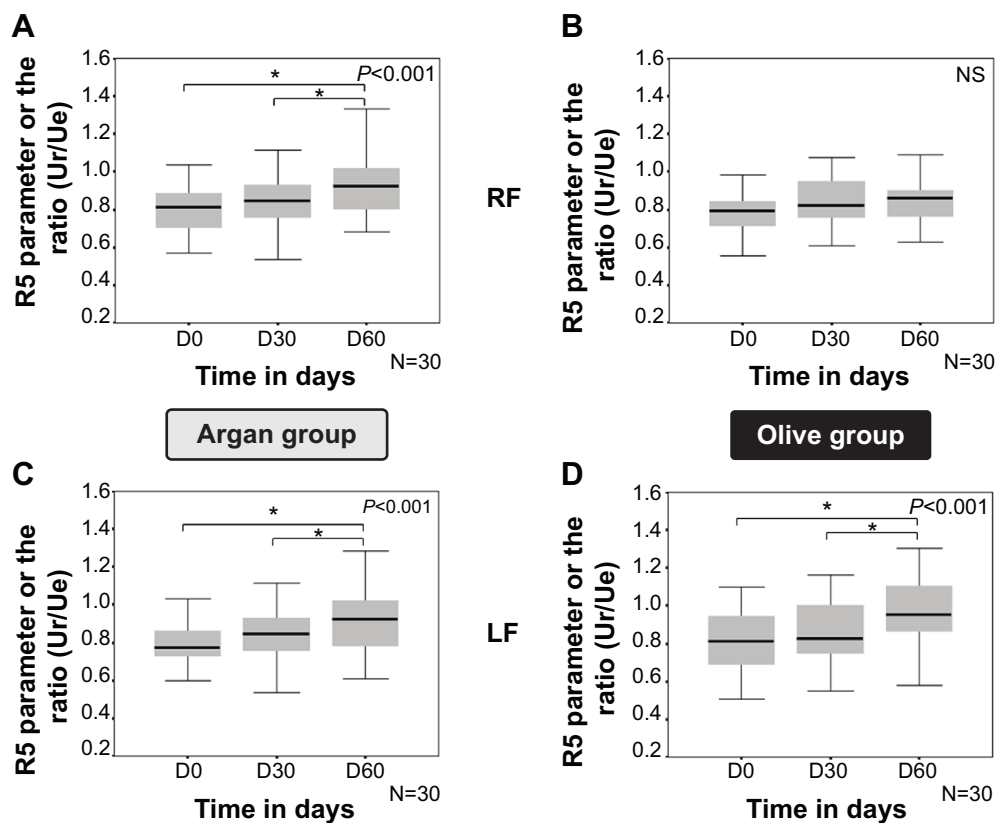 A
R5 parameter or the
ratio (Ur/Ue)
1.6
1.4
1.2
1.0
0.8
0.6
0.4
0.2
*
*
P<0.001
D0
D30
D60
N=30
Time in days
RF
B
R5 parameter or the
ratio (Ur/Ue)
1.6
1.4
1.2
1.0
0.8
0.6
0.4
0.2
NS
D0
D30
D60
N=30
Time in days
Argan group
Olive group
C
R5 parameter or the
ratio (Ur/Ue)
1.6
1.4
1.2
1.0
0.8
0.6
0.4
0.2
*
*
P<0.001
D0
D30
D60
N=30
Time in days
LF
D
R5 parameter or the
ratio (Ur/Ue)
1.6
1.4
1.2
1.0
0.8
0.6
0.4
0.2
*
*
P<0.001
D0
D30
D60
N=30
Time in days